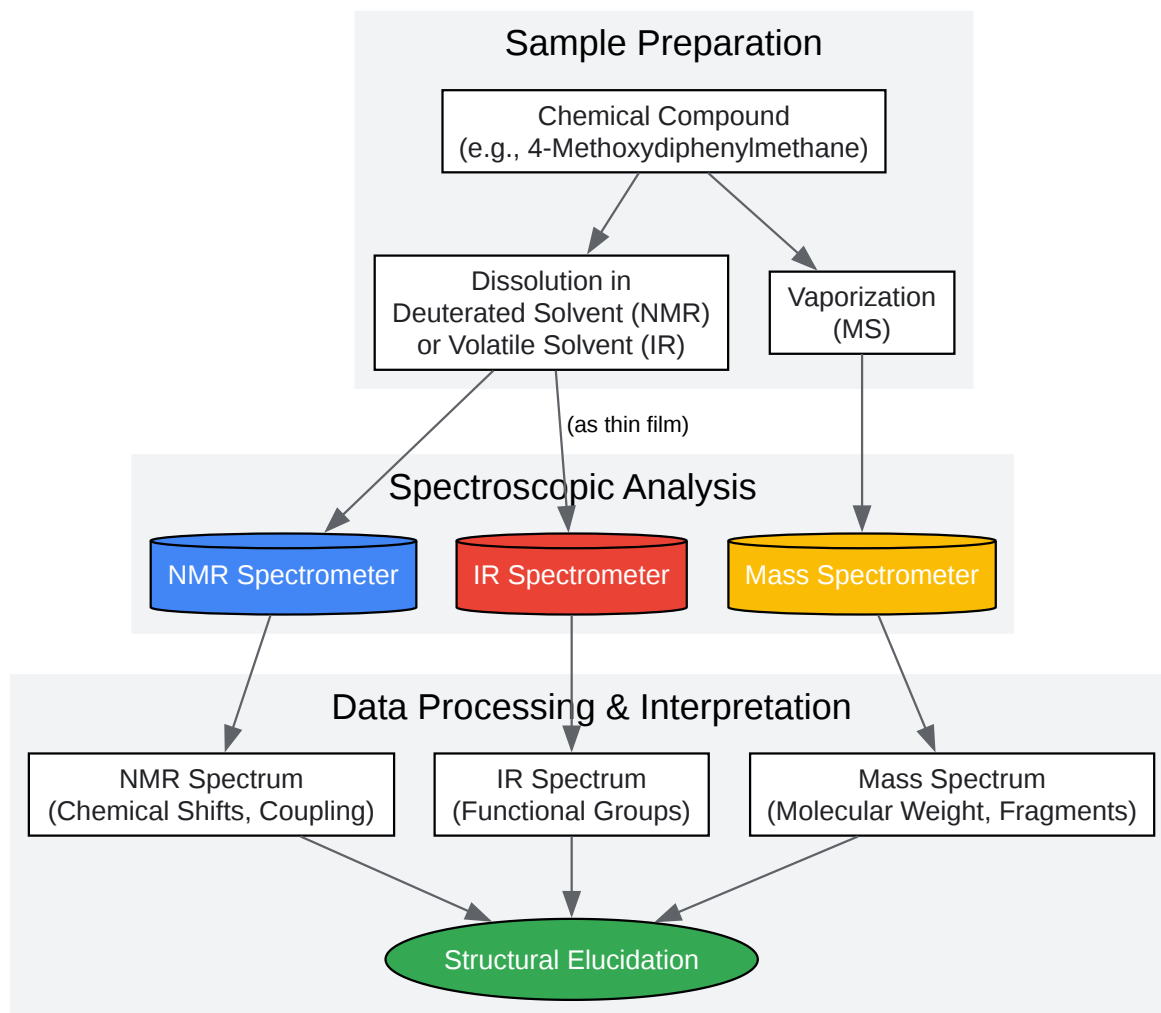 Sample Preparation
Chemical Compound
(e.g., 4-Methoxydiphenylmethane)
Dissolution in
Deuterated Solvent (NMR)
or Volatile Solvent (IR)
Vaporization
(MS)
(as thin film)
Spectroscopic Analysis
NMR Spectrometer
IR Spectrometer
Mass Spectrometer
Data Processing & Interpretation
NMR Spectrum
(Chemical Shifts, Coupling)
IR Spectrum
(Functional Groups)
Mass Spectrum
(Molecular Weight, Fragments)
Structural Elucidation